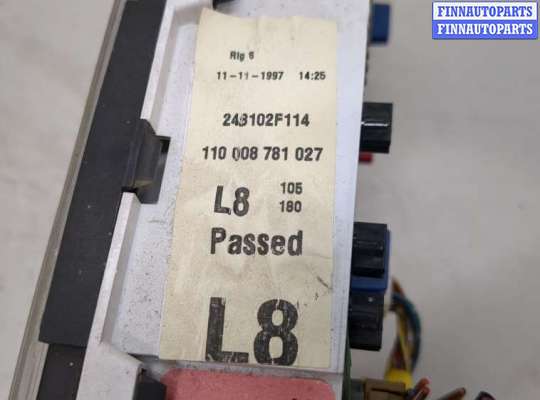 FINNAUTOPARTS
FINNAUTOPARTS
Rig 6
11-11-1997 14:25
248102F114
110 008 781 027
L8 105
180
Passed
L8